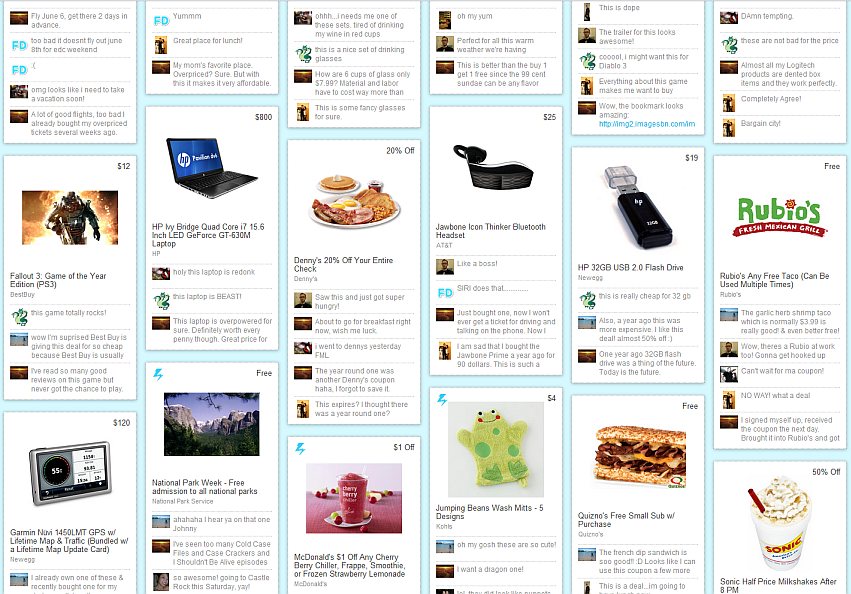 Fly June 6, get there 2 days in
advance.
too bad it doesnt fly out june
8th for edc weekend
:(
omg looks like i need to take
a vacation soon!
A lot of good flights, too bad I
already bought my overpriced
tickets several weeks ago.
$12
Fallout 3: Game of the Year
Edition (PS3)
BestBuy
this game totally rocks!
wow I'm suprised Best Buy is
giving this deal for so cheap
because Best Buy is usually
I've read so many good
reviews on this game but
never got the chance to play.
$120
Garmin Nüvi 1450LMT GPS w/
Lifetime Map & Traffic (Bundled w/
a Lifetime Map Update Card)
Newegg
I already own one of these &
recently bought one for my
Yummm
Great place for lunch!
My mom's favorite place.
Overpriced? Sure. But with
this it makes it very affordable.
$800
HP Ivy Bridge Quad Core i7 15.6
Inch LED GeForce GT-630M
Laptop
HP
holy this laptop is redonk
this laptop is BEAST!
This laptop is overpowered for
sure. Definitely worth every
penny though. Great price for
Free
National Park Week - Free
admission to all national parks
National Park Service
ahahaha I hear ya on that one
Johnny
I've seen too many Cold Case
Files and Case Crackers and
I Shouldn't Be Alive episodes
so awesome! going to Castle
Rock this Saturday, yay!
ohhh...i needs me one of
these sets. tired of drinking
my wine in red cups
this is a nice set of drinking
glasses
How are 6 cups of glass only
$7.99? Material and labor
have to cost way more than
This is some fancy glasses
for sure.
20% Off
Denny's 20% Off Your Entire
Check
Denny's
Saw this and just got super
hungry!
About to go for breakfast right
now, wish me luck.
i went to dennys yesterday
FML
The year round one was
another Denny's coupon
haha, I forgot to save it.
This expires? I thought there
was a year round one?
$1 Off
cherry
berry
chiller
McDonald's $1 Off Any Cherry
Berry Chiller, Frappe, Smoothie,
or Frozen Strawberry Lemonade
McDonald's
oh my yum
Perfect for all this warm
weather we're having
This is better than the buy 1
get 1 free since the 99 cent
sundae can be any flavor
$25
Jawbone Icon Thinker Bluetooth
Headset
AT&T
Like a boss!
SIRI does that..............
Just bought one, now I won't
ever get a ticket for driving and
talking on the phone. Now I
I am sad that I bought the
Jawbone Prime a year ago for
90 dollars. This is such a
$4
Jumping Beans Wash Mitts - 5
Designs
Kohls
oh my gosh these are so cute!
I want a dragon one!
lol, they did look like puppets
This is dope
The trailer for this looks
awesome!
cooool, i might want this for
Diablo 3
Everything about this game
makes me want to buy
Wow, the bookmark looks
amazing:
http://img2.imagesbn.com/im
$19
hp
32GB
HP 32GB USB 2.0 Flash Drive
Newegg
this is really cheap for 32 gb
Also, a year ago this was
more expensive. I like this
deal! almost 50% off :)
One year ago 32GB flash
drive was a thing of the future.
Today is the future.
Free
Quizno's Free Small Sub w/
Purchase
Quizno's
The french dip sandwich is
soo good!! :D Looks like I can
use this coupon a few more
This is a deal...im going to
DAmn tempting.
these are not bad for the price
Almost all my Logitech
products are dented box
items and they work perfectly.
Completely Agree!
Bargain city!
Free
Rubio's
FRESH MEXICAN GRILL
Rubio's Any Free Taco (Can Be
Used Multiple Times)
Rubio's
The garlic herb shrimp taco
which is normally $3.99 is
really good! & even better free!
Wow, theres a Rubio at work
too! Gonna get hooked up
Can't wait for ma coupon!
NO WAY! what a deal
I signed myself up, received
the coupon the next day.
Brought it into Rubio's and got
50% Off
SONIC
Sonic Half Price Milkshakes After
8 PM